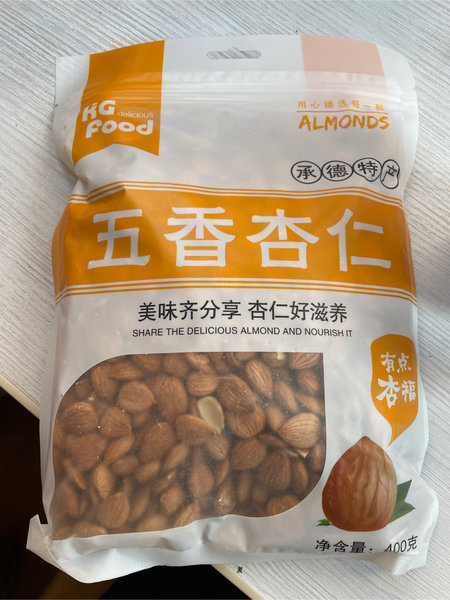 KG
delicious
Food
用心臻选每一颗
ALMONDS
承德特产
五香杏仁
美味齐分享 杏仁好滋养
SHARE THE DELICIOUS ALMOND AND NOURISH IT
有点
杏福
净含量：400克